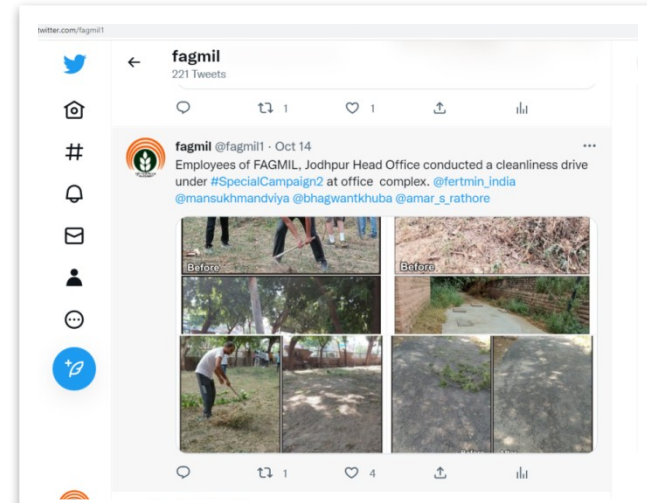 twitter.com/fagmil1
fagmil
221 Tweets
1
1
fagmil @fagmil1 · Oct 14
Employees of FAGMIL, Jodhpur Head Office conducted a cleanliness drive
under #SpecialCampaign2 at office complex. @fertmin_india
@mansukhmandviya @bhagwantkhuba @amar_s_rathore
Before
Before
1
4